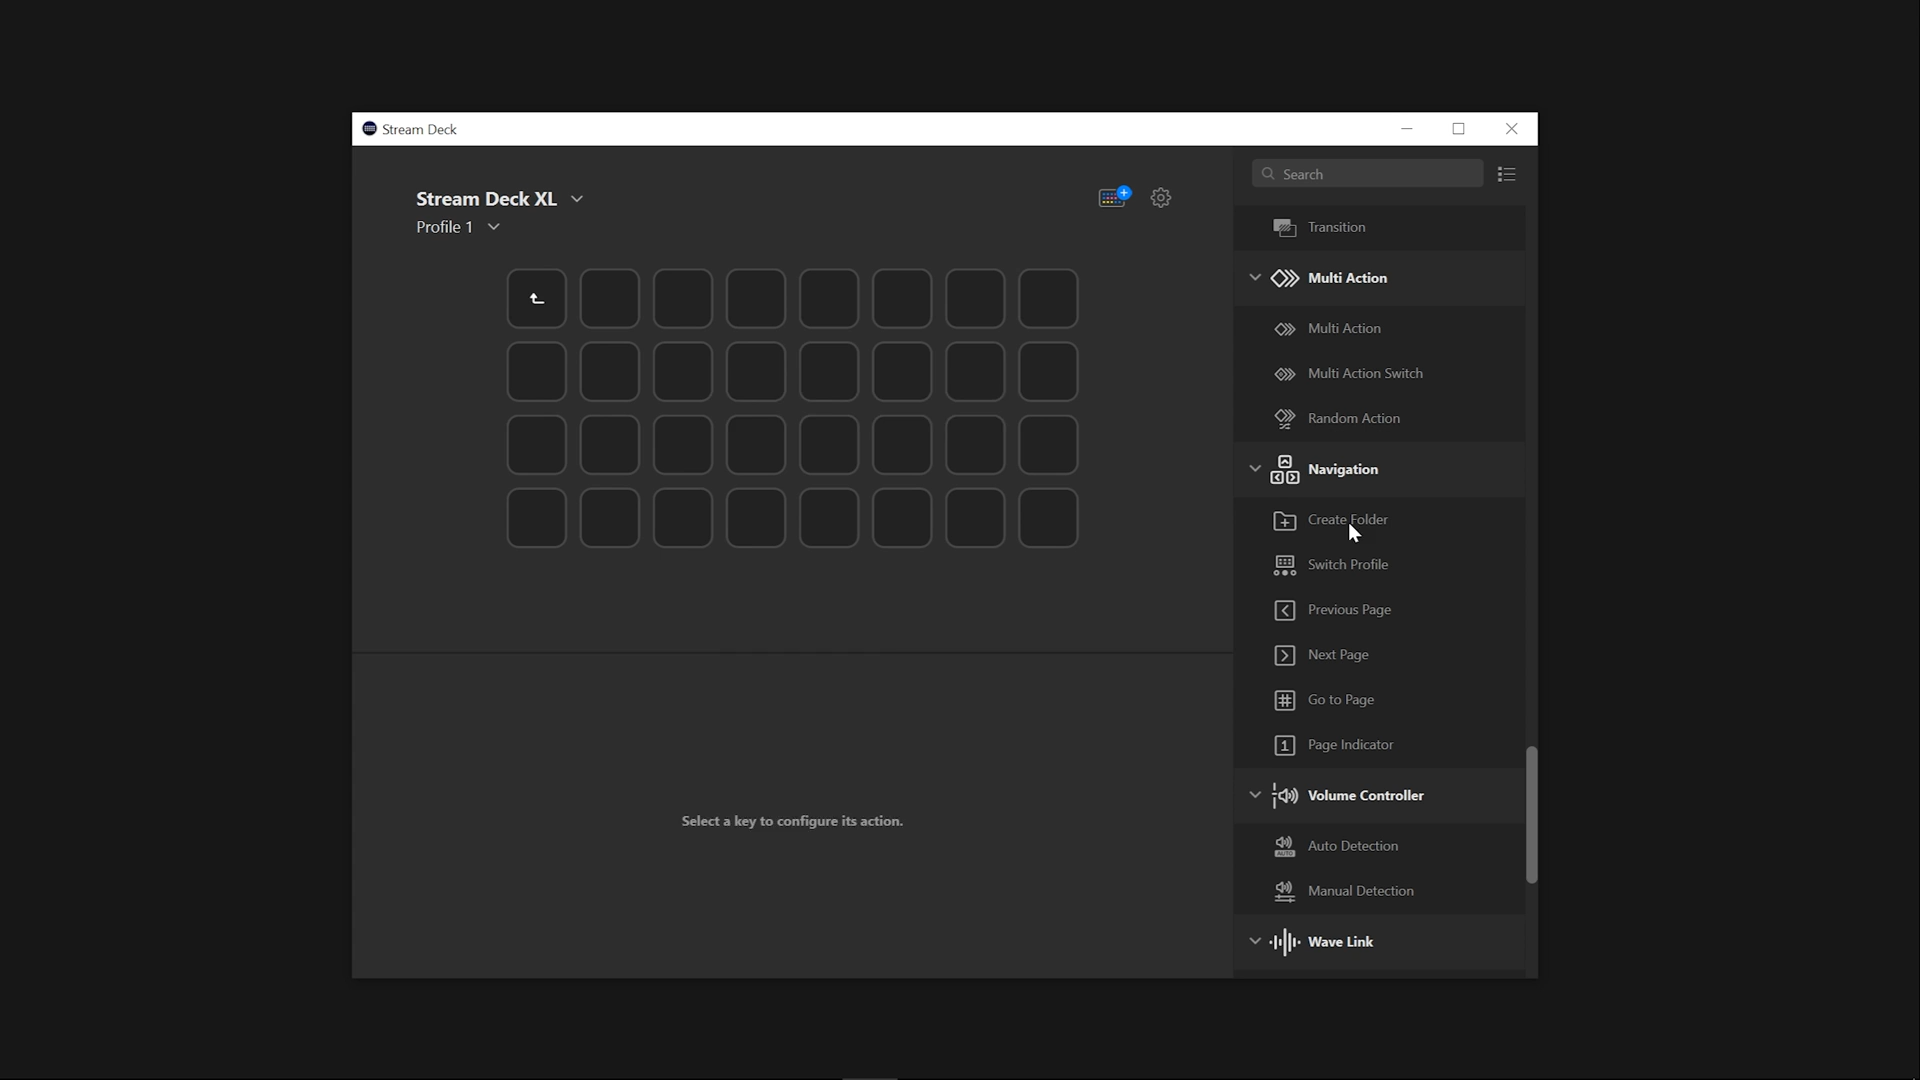 Stream Deck
Stream Deck XL
Profile 1
Select a key to configure its action.
Search
Transition
Multi Action
Multi Action
Multi Action Switch
Random Action
Navigation
Create Folder
Switch Profile
Previous Page
Next Page
Go to Page
1 Page Indicator
Volume Controller
AUTO Auto Detection
Manual Detection
Wave Link